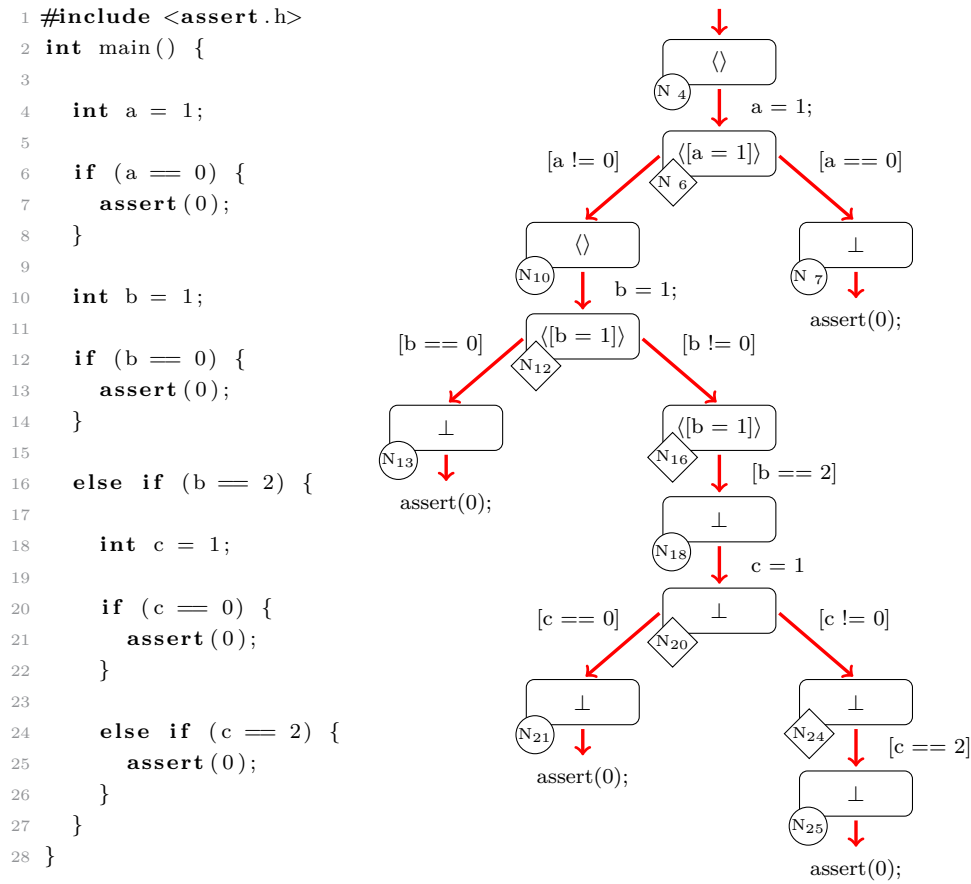 1 #include <assert.h>
2 int main() {
3
4 int a = 1;
5
6 if (a == 0) {
7 assert(0);
8 }
9
10 int b = 1;
11
12 if (b == 0) {
13 assert(0);
14 }
15
16 else if (b == 2) {
17
18 int c = 1;
19
20 if (c == 0) {
21 assert(0);
22 }
23
24 else if (c == 2) {
25 assert(0);
26 }
27 }
28 }
⟨⟩
N 4
a = 1;
[a != 0]
⟨[a = 1]⟩
[a == 0]
N 6
⟨⟩
⊥
N10
N 7
b = 1;
assert(0);
[b == 0]
⟨[b = 1]⟩
[b != 0]
N12
⊥
⟨[b = 1]⟩
N13
N16
[b == 2]
assert(0);
⊥
N18
c = 1
[c == 0]
⊥
[c != 0]
N20
⊥
⊥
N21
N24
[c == 2]
assert(0);
⊥
N25
assert(0);